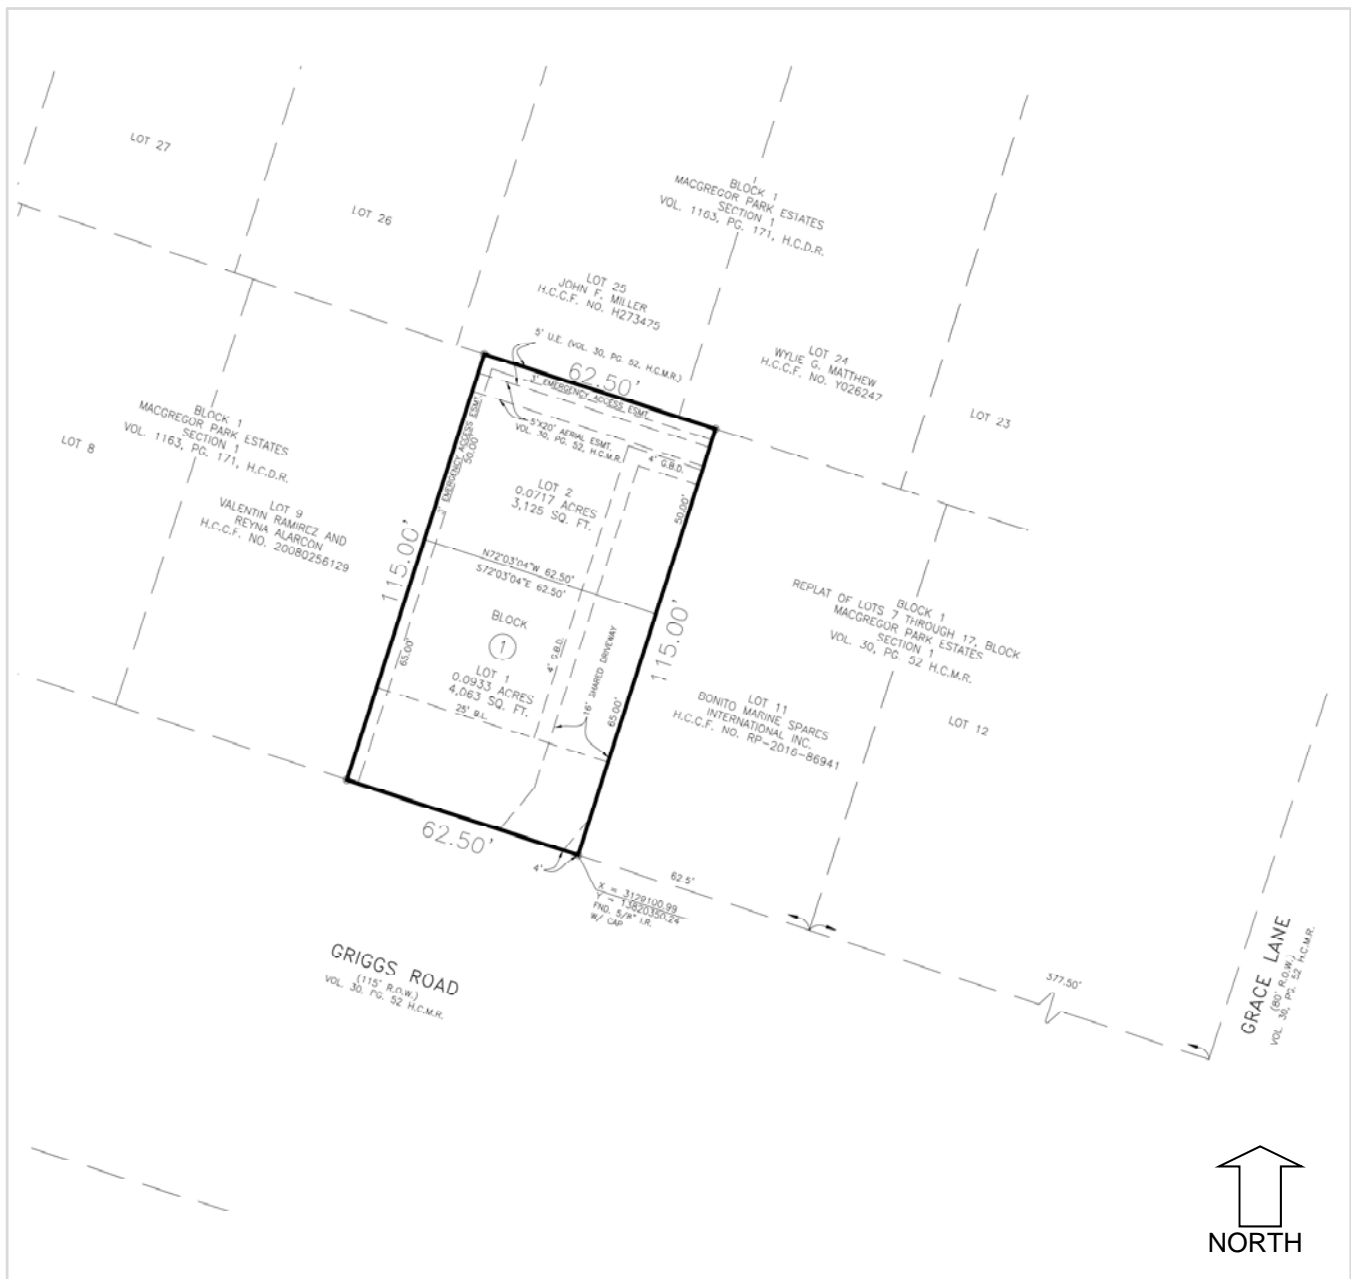 LOT 27
LOT 26
1
BLOCK 1
MACGREGOR PARK ESTATES
SECTION 1
VOL. 1163, PG. 171, H.C.D.R.
LOT 25
JOHN F. MILLER
H.C.C.F. NO. H273475
LOT 24
WYLIE G. MATTHEW
H.C.C.F. NO. Y026247
LOT 23
5' U.E. (VOL. 30, PG. 52, H.C.M.R.)
62.50'
3' EMERGENCY ACCESS ESMT.
5'X20' AERIAL ESMT.
VOL. 30, PG. 52, H.C.M.R.
4' G.B.D.
3' EMERGENCY ACCESS ESMT.
50.00'
50.00'
LOT 8
BLOCK 1
MACGREGOR PARK ESTATES
SECTION 1
VOL. 1163, PG. 171, H.C.D.R.
LOT 9
VALENTIN RAMIREZ AND
REYNA ALARCON
H.C.C.F. NO. 20080256129
LOT 2
0.0717 ACRES
3,125 SQ. FT.
115.00'
N72°03'04"W 62.50'
S72°03'04"E 62.50'
BLOCK
1
LOT 1
0.0933 ACRES
4,063 SQ. FT.
25' B.L.
65.00'
4' G.B.D.
16' SHARED DRIVEWAY
65.00'
115.00'
BLOCK 1
REPLAT OF LOTS 7 THROUGH 17, BLOCK
MACGREGOR PARK ESTATES
SECTION 1
VOL. 30, PG. 52 H.C.M.R.
LOT 11
BONITO MARINE SPARES
INTERNATIONAL INC.
H.C.C.F. NO. RP-2016-86941
LOT 12
62.50'
4'
62.5'
X = 3129100.99
Y = 13820350.24
FND. 5/8" I.R.
W/ CAP
577.50'
GRIGGS ROAD
(115' R.O.W.)
VOL. 30, PG. 52 H.C.M.R.
GRACE LANE
(80' R.O.W.)
VOL. 30, PG. 52, H.C.M.R.
NORTH